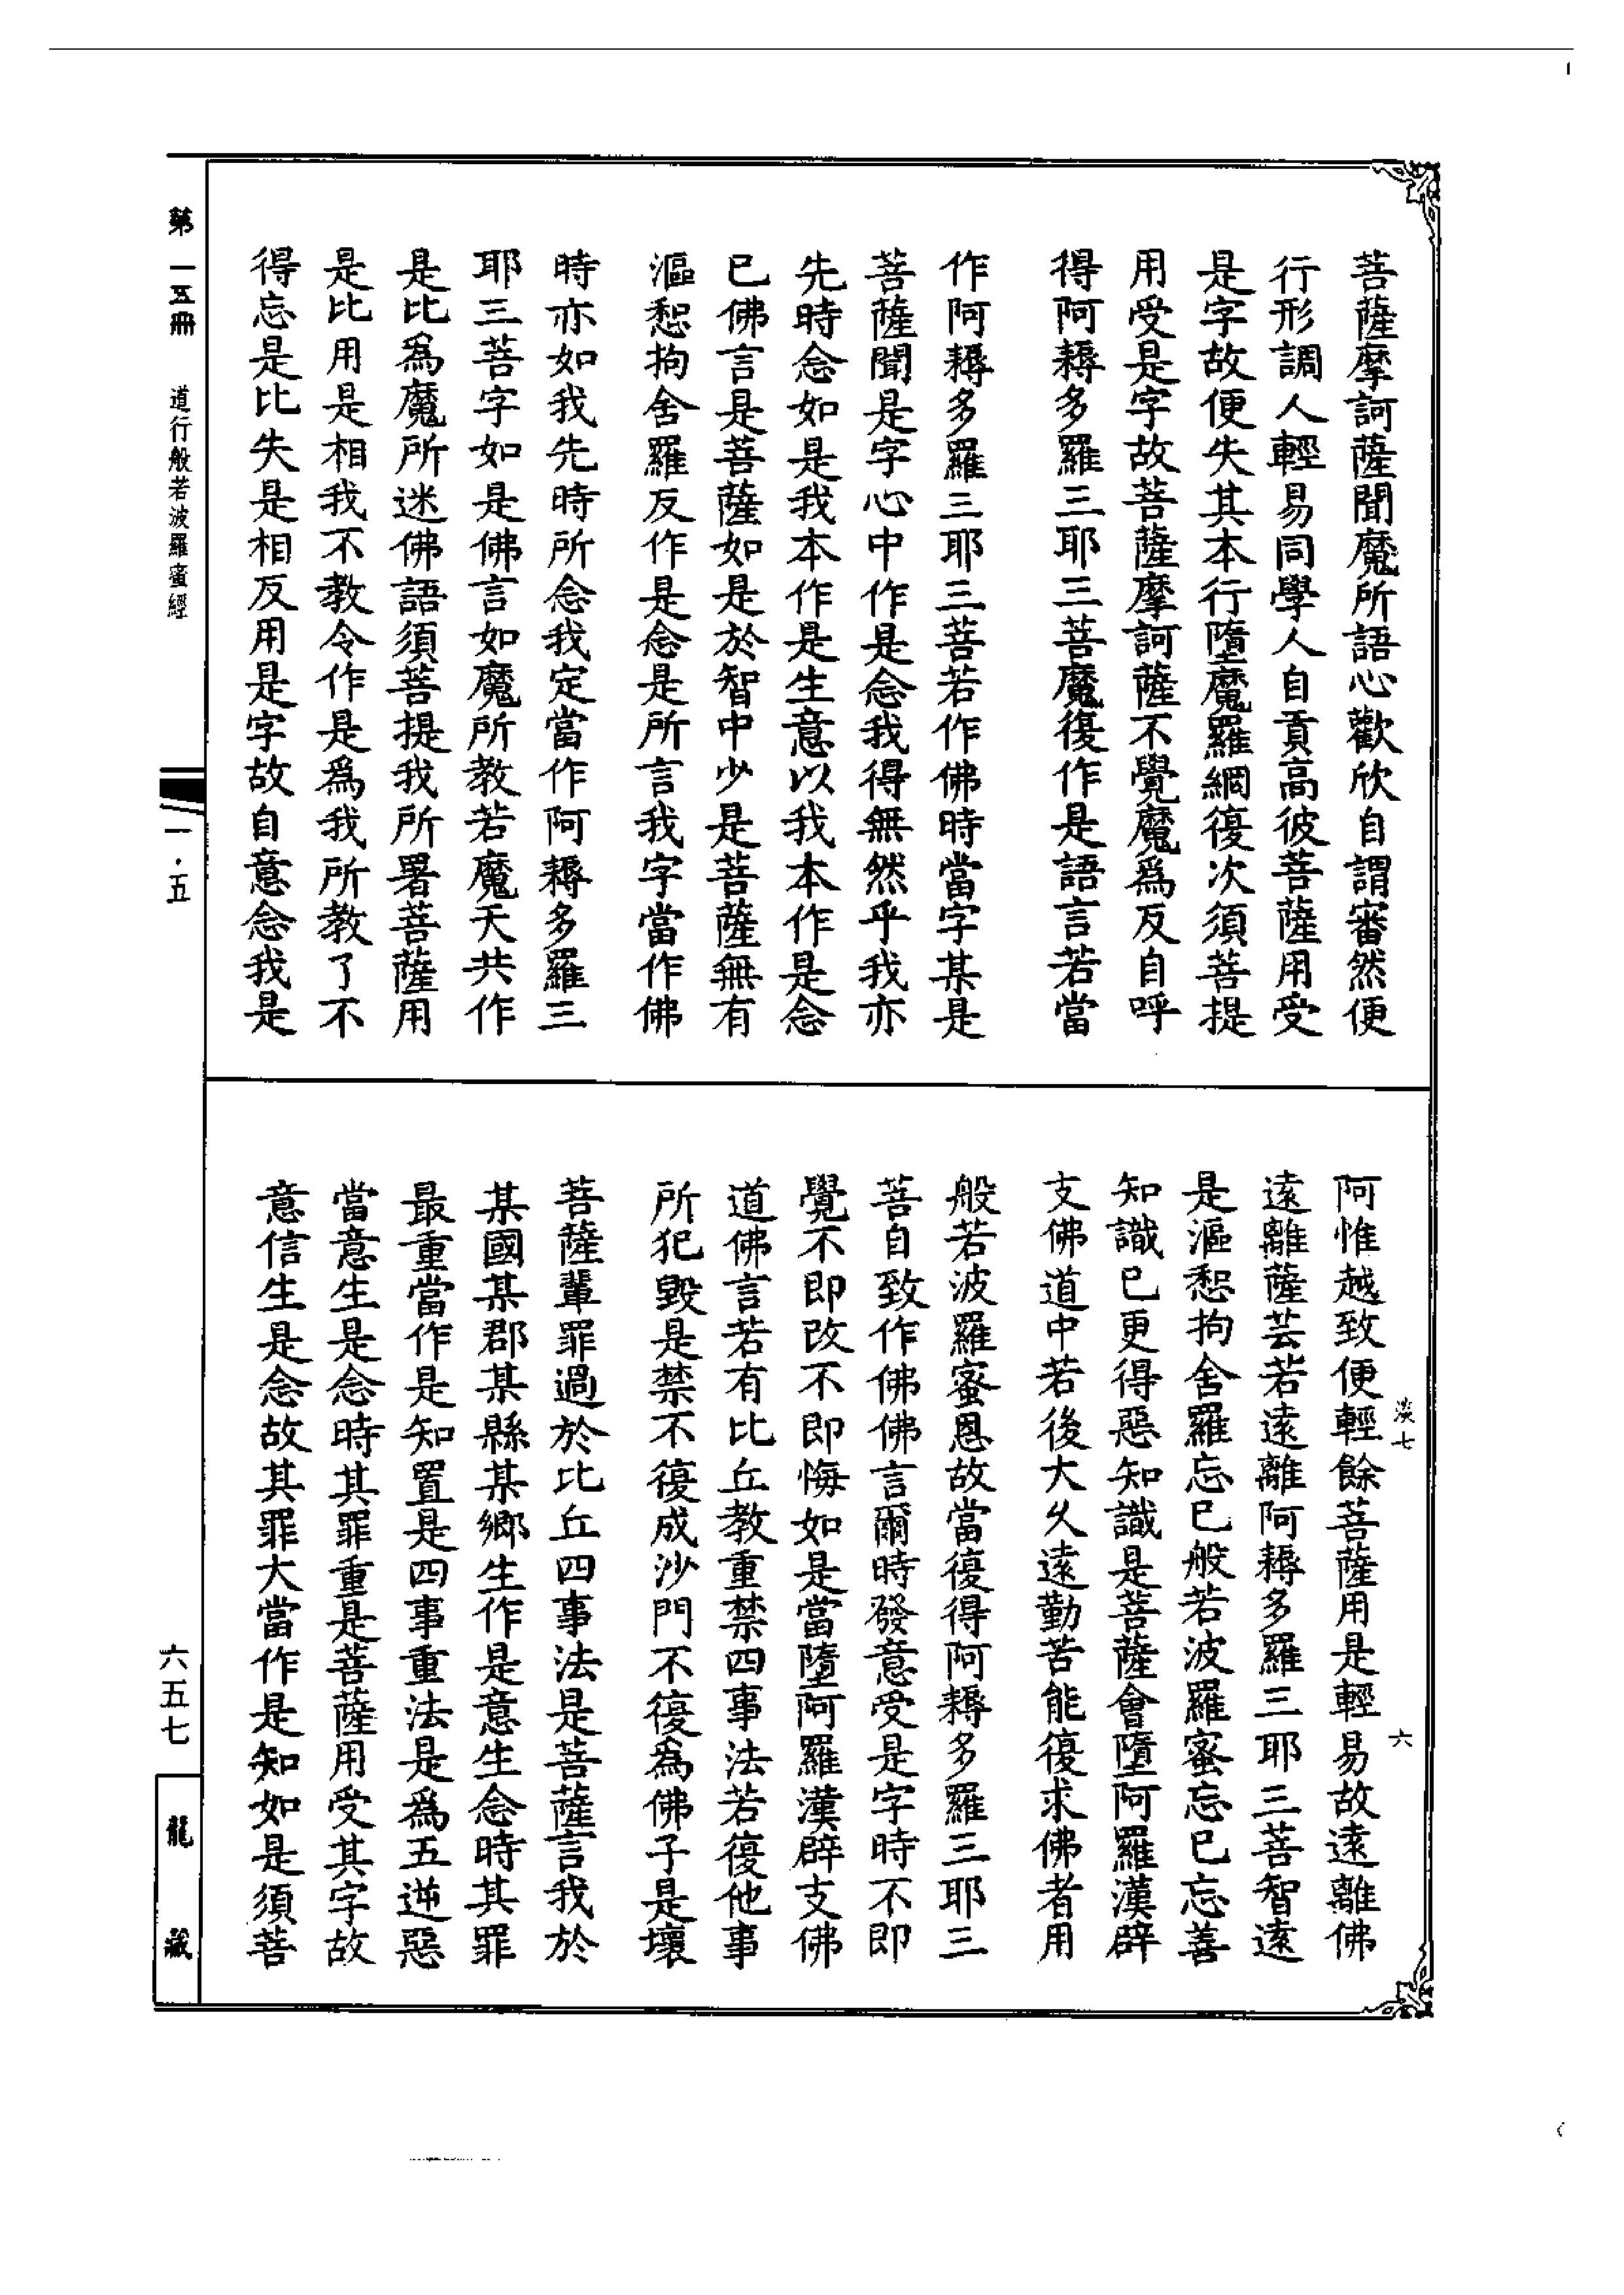 菩薩摩訶薩聞魔所語心歡欣自謂審然便
行形調人輕易同學人自貢高彼菩薩用受
是字故便失其本行墮魔羅網復次須菩提
用受是字故菩薩摩訶薩不覺魔為反自呼
得阿耨多羅三耶三菩魔復作是語言若當
作阿耨多羅三耶三菩若作佛時當字某是
菩薩聞是字心中作是念我得無然乎我亦
先時念如是我本作是生意以我本作是念
已佛言是菩薩如是於智中少是菩薩無有
漚惒拘舍羅反作是念是所言我字當作佛
時亦如我先時所念我定當作阿耨多羅三
耶三菩字如是佛言如魔所教若魔天共作
是比為魔所迷佛語須菩提我所署菩薩用
是比用是相我不教令作是為我所教了不
得忘是比失是相反用是字故自意念我是
阿惟越致便輕餘菩薩用是輕易故遠離佛
遠離薩芸若遠離阿耨多羅三耶三菩智遠
是漚惒拘舍羅忘已般若波羅蜜忘已忘善
知識已更得惡知識是菩薩會墮阿羅漢辟
支佛道中若後大久遠勤苦能復求佛者用
般若波羅蜜恩故當復得阿耨多羅三耶三
菩自致作佛佛言爾時發意受是字時不即
覺不即改不即悔如是當墮阿羅漢辟支佛
道佛言若有比丘教重禁四事法若復他事
所犯毀是禁不復成沙門不復為佛子是壞
菩薩輩罪過於比丘四事法是菩薩言我於
某國某郡某縣某鄉生作是意生念時其罪
最重當作是知置是四事重法是為五逆惡
當意生是念時其罪重是菩薩用受其字故
意信生是念故其罪大當作是知如是須菩
淡七
六
第一五冊
道行般若波羅蜜經
一·五
六五七
龍藏